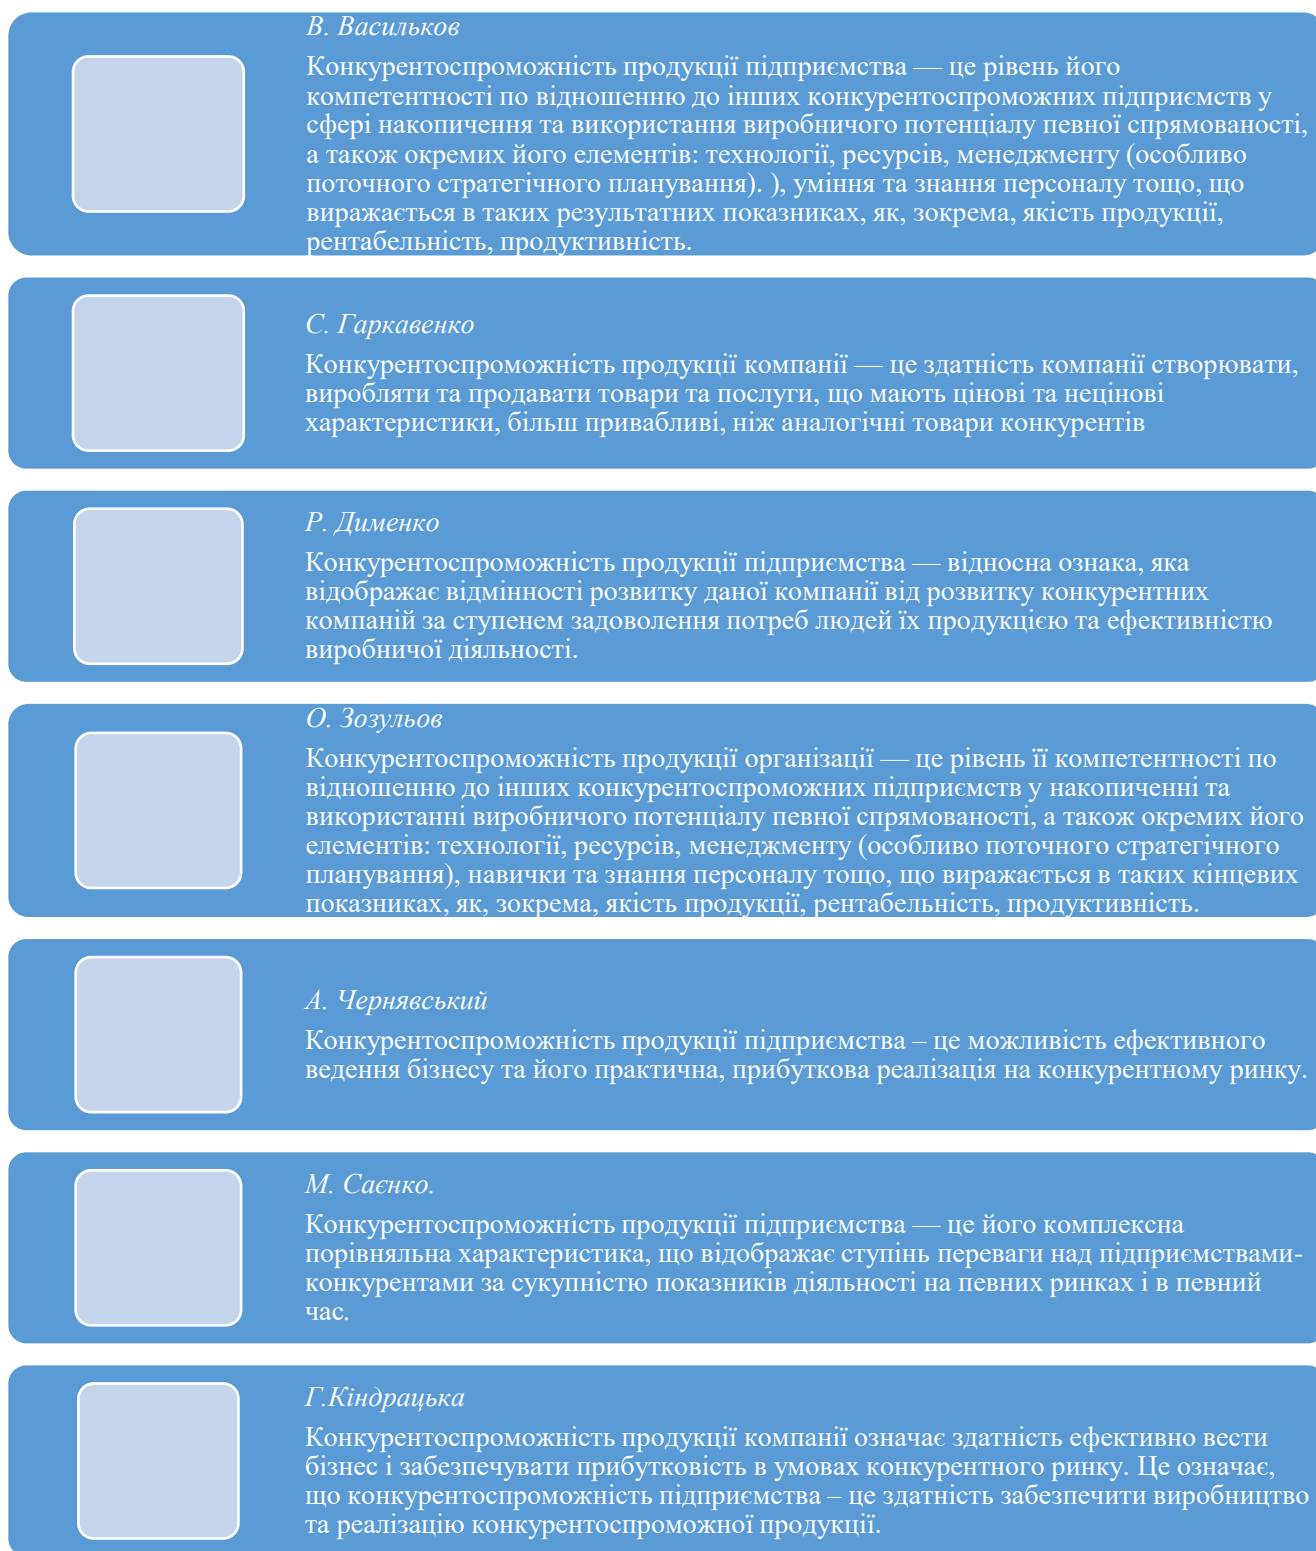 В. Васильков
Конкурентоспроможність продукції підприємства — це рівень його
компетентності по відношенню до інших конкурентоспроможних підприємств у
сфері накопичення та використання виробничого потенціалу певної спрямованості,
а також окремих його елементів: технології, ресурсів, менеджменту (особливо
поточного стратегічного планування). ), уміння та знання персоналу тощо, що
виражається в таких результатних показниках, як, зокрема, якість продукції,
рентабельність, продуктивність.
С. Гаркавенко
Конкурентоспроможність продукції компанії — це здатність компанії створювати,
виробляти та продавати товари та послуги, що мають цінові та нецінові
характеристики, більш привабливі, ніж аналогічні товари конкурентів
Р. Дименко
Конкурентоспроможність продукції підприємства — відносна ознака, яка
відображає відмінності розвитку даної компанії від розвитку конкурентних
компаній за ступенем задоволення потреб людей їх продукцією та ефективністю
виробничої діяльності.
О. Зозульов
Конкурентоспроможність продукції організації — це рівень її компетентності по
відношенню до інших конкурентоспроможних підприємств у накопиченні та
використанні виробничого потенціалу певної спрямованості, а також окремих його
елементів: технології, ресурсів, менеджменту (особливо поточного стратегічного
планування), навички та знання персоналу тощо, що виражається в таких кінцевих
показниках, як, зокрема, якість продукції, рентабельність, продуктивність.
А. Чернявський
Конкурентоспроможність продукції підприємства – це можливість ефективного
ведення бізнесу та його практична, прибуткова реалізація на конкурентному ринку.
М. Саєнко.
Конкурентоспроможність продукції підприємства — це його комплексна
порівняльна характеристика, що відображає ступінь переваги над підприємствами-
конкурентами за сукупністю показників діяльності на певних ринках і в певний
час.
Г.Кіндрацька
Конкурентоспроможність продукції компанії означає здатність ефективно вести
бізнес і забезпечувати прибутковість в умовах конкурентного ринку. Це означає,
що конкурентоспроможність підприємства – це здатність забезпечити виробництво
та реалізацію конкурентоспроможної продукції.